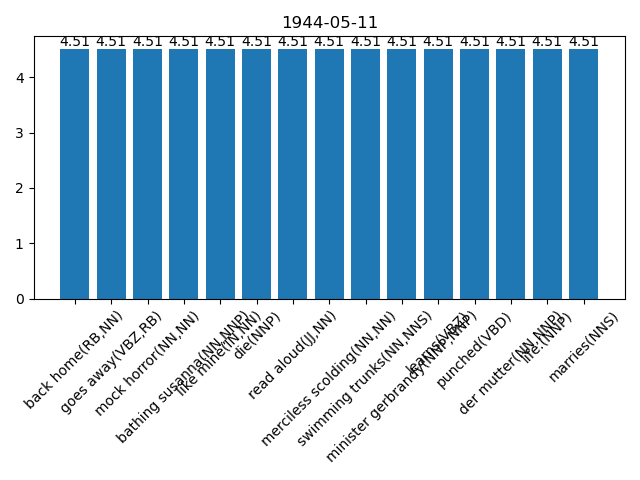 1944-05-11
4.51 4.51 4.51 4.51 4.51 4.51 4.51 4.51 4.51 4.51 4.51 4.51 4.51 4.51 4.51
4
3
2
1
0
back home(RB,NN)
goes away(VBZ,RB)
mock horror(NN,NN)
bathing susanna(NN,NNP)
like mine(IN,NN)
die(NNP)
read aloud(JJ,NN)
merciless scolding(NN,NN)
swimming trunks(NN,NNS)
minister gerbrandy(NNP,NNP)
learns(VBZ)
punched(VBD)
der mutter(NN,NNP)
life:(NNP)
marries(NNS)